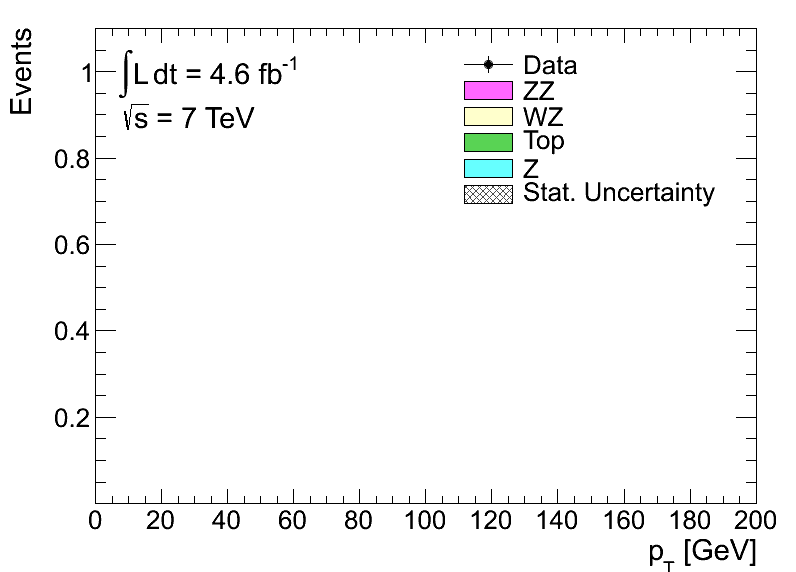 Events
∫L dt = 4.6 fb⁻¹
√s = 7 TeV
Data
ZZ
WZ
Top
Z
Stat. Uncertainty
1
0.8
0.6
0.4
0.2
0 20 40 60 80 100 120 140 160 180 200
p_T [GeV]